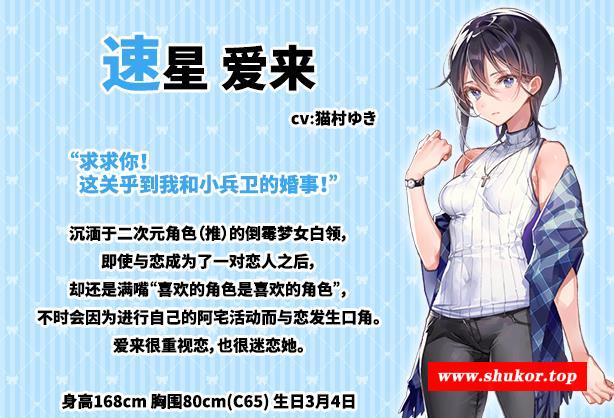 速星 爱来
cv:猫村ゆき
“求求你！
这关乎到我和小兵卫的婚事！”
沉湎于二次元角色（推）的倒霉梦女白领，
即使与恋成为了一对恋人之后，
却还是满嘴“喜欢的角色是喜欢的角色”，
不时会因为进行自己的阿宅活动而与恋发生口角。
爱来很重视恋，也很迷恋她。
身高168cm 胸围80cm(C65) 生日3月4日
www.shukor.top